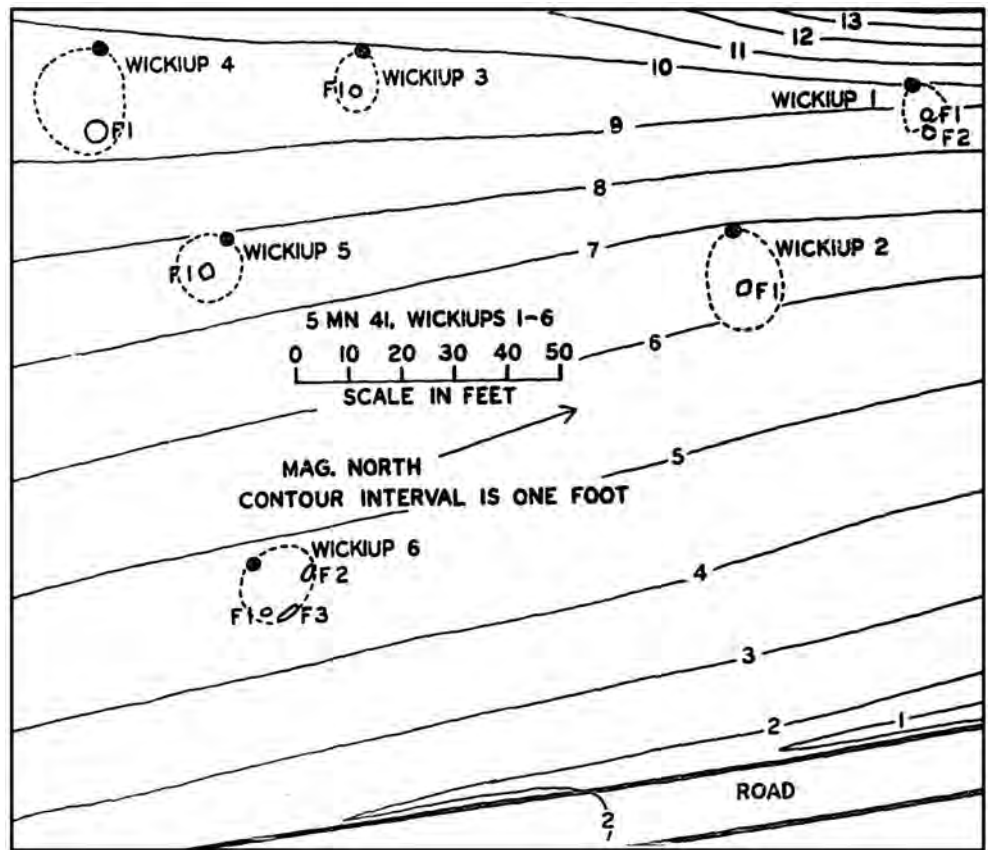 13
12
11
10
WICKIUP 4
WICKIUP 3
F1
WICKIUP 1
F1
F2
F1
9
8
7
WICKIUP 5
F1
WICKIUP 2
F1
5 MN 41, WICKIUPS 1-6
0 10 20 30 40 50
SCALE IN FEET
6
MAG. NORTH
CONTOUR INTERVAL IS ONE FOOT
5
WICKIUP 6
F2
F1
F3
4
3
2
1
ROAD
2